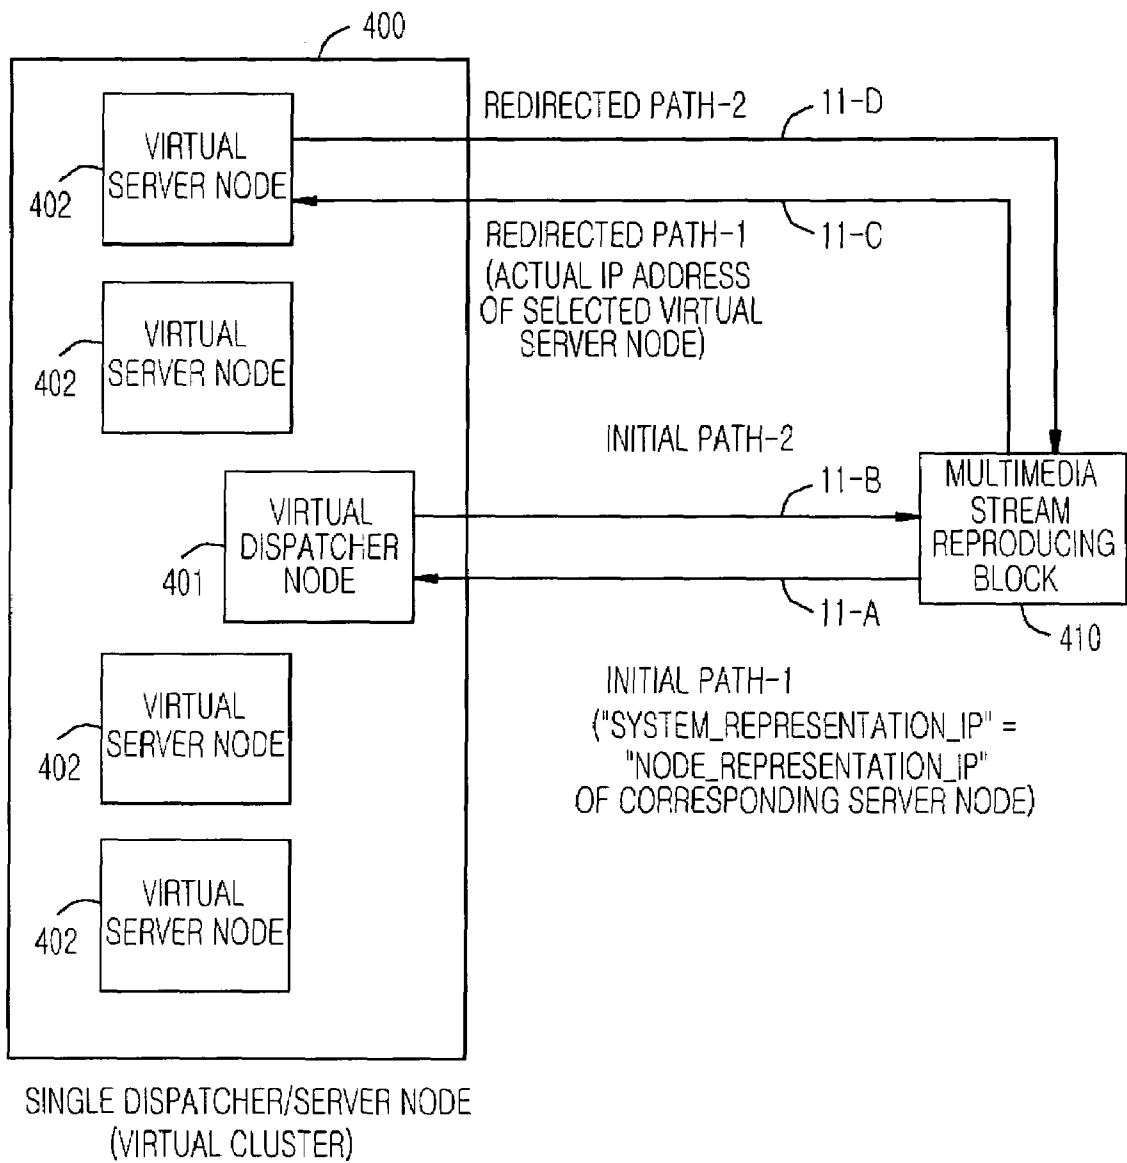 400
VIRTUAL
SERVER NODE
402
REDIRECTED PATH-2
11-D
REDIRECTED PATH-1
(ACTUAL IP ADDRESS
OF SELECTED VIRTUAL
SERVER NODE)
11-C
VIRTUAL
SERVER NODE
402
INITIAL PATH-2
11-B
MULTIMEDIA
STREAM
REPRODUCING
BLOCK
410
VIRTUAL
DISPATCHER
NODE
401
11-A
INITIAL PATH-1
("SYSTEM_REPRESENTATION_IP" =
"NODE_REPRESENTATION_IP"
OF CORRESPONDING SERVER NODE)
VIRTUAL
SERVER NODE
402
VIRTUAL
SERVER NODE
402
SINGLE DISPATCHER/SERVER NODE
(VIRTUAL CLUSTER)